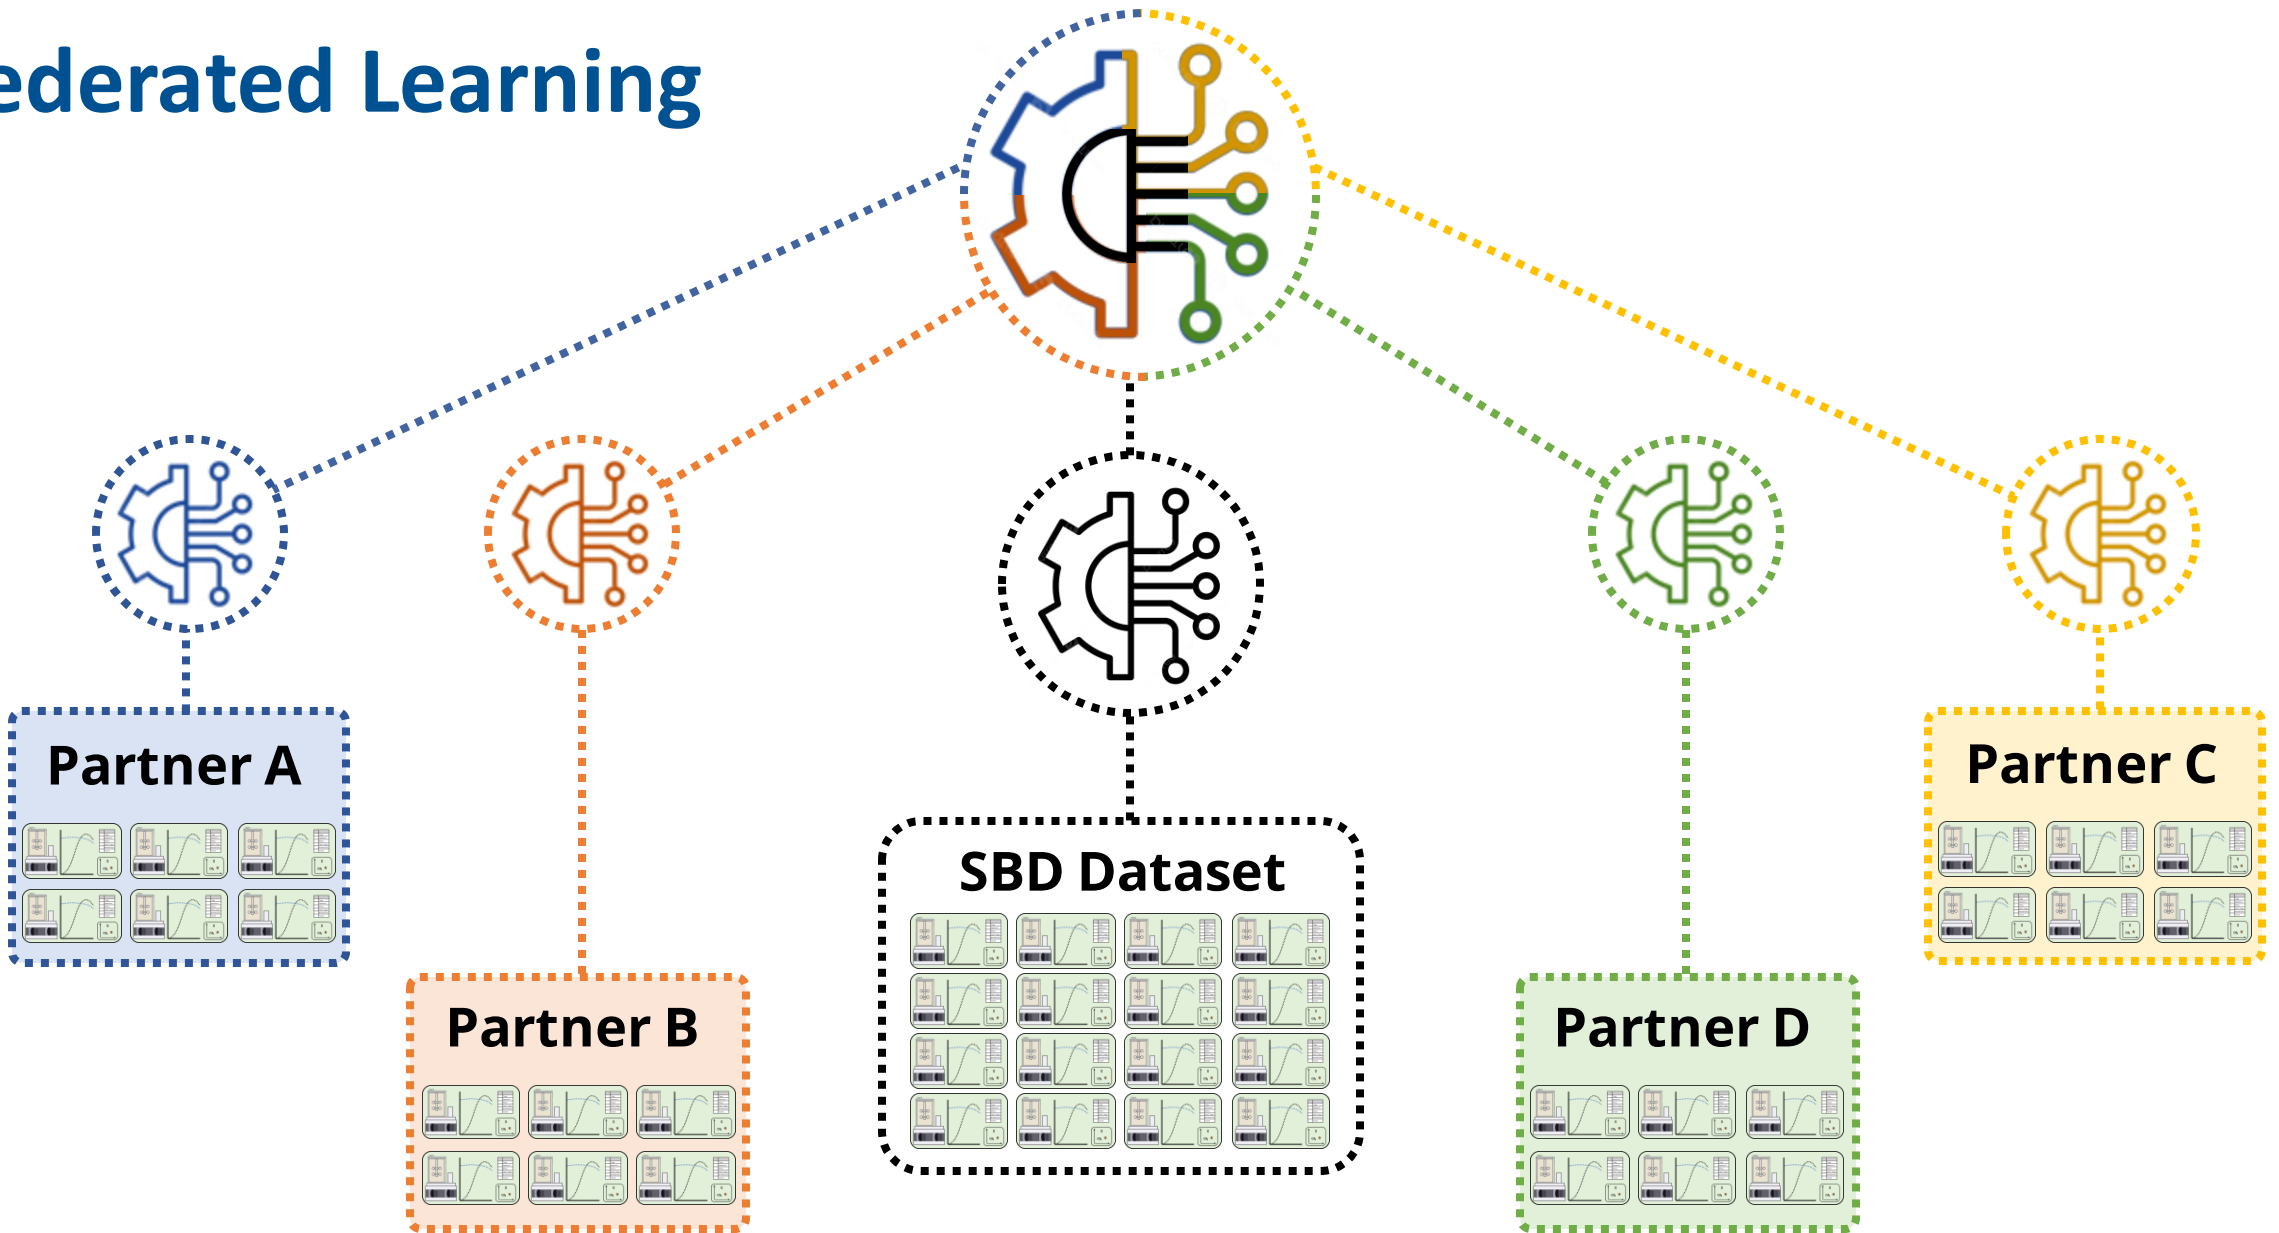 ederated Learning
Partner A
Partner C
SBD Dataset
Partner B
Partner D